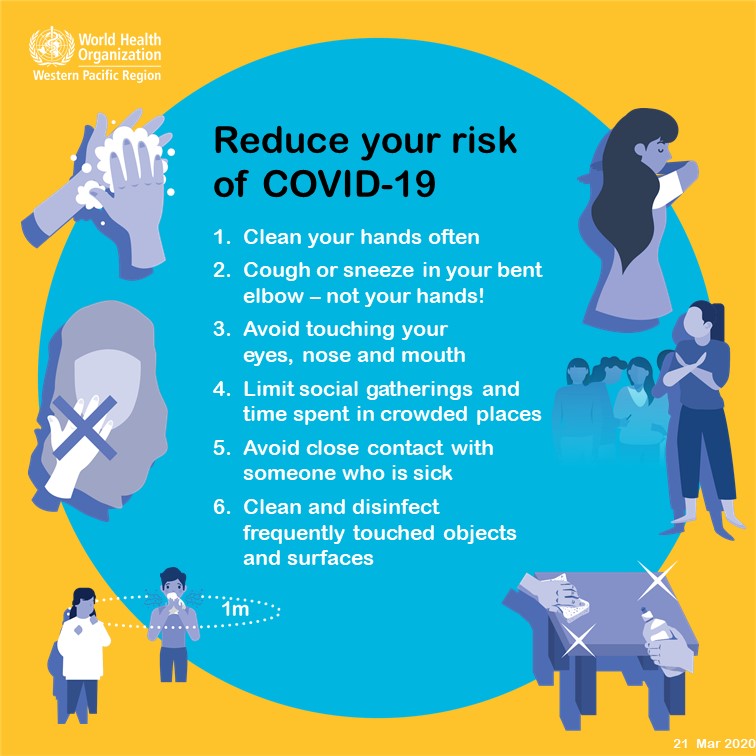 World Health
Organization
Western Pacific Region
Reduce your risk
of COVID-19
1. Clean your hands often
2. Cough or sneeze in your bent
elbow – not your hands!
3. Avoid touching your
eyes, nose and mouth
4. Limit social gatherings and
time spent in crowded places
5. Avoid close contact with
someone who is sick
6. Clean and disinfect
frequently touched objects
and surfaces
1m
21 Mar 2020